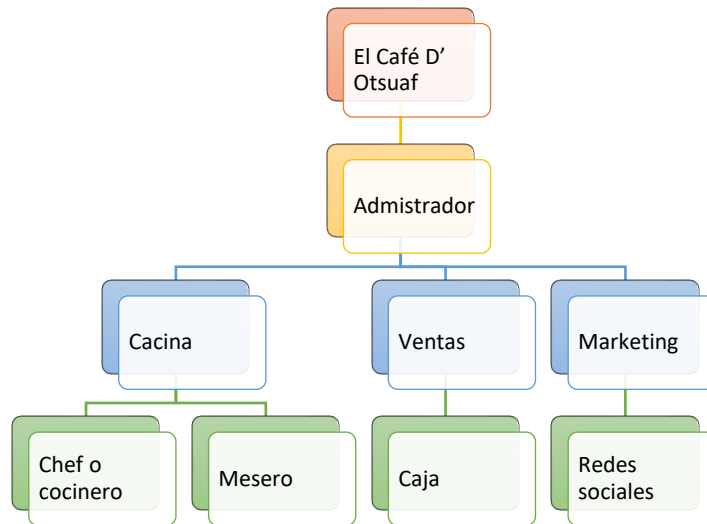 El Café D’
Otsuaf
Admistrador
Cacina
Ventas
Marketing
Chef o
cocinero
Mesero
Caja
Redes
sociales